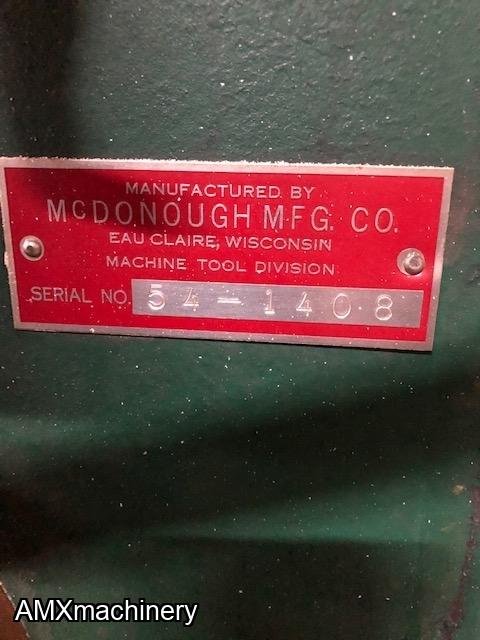 MANUFACTURED BY
McDONOUGH MFG. CO.
EAU CLAIRE, WISCONSIN
MACHINE TOOL DIVISION
SERIAL NO. 54-1408
AMXmachinery